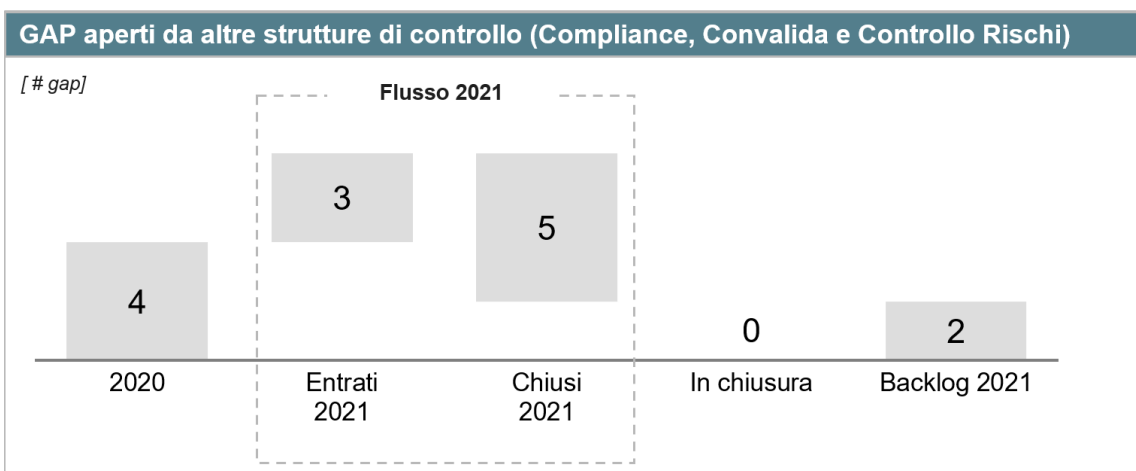 GAP aperti da altre strutture di controllo (Compliance, Convalida e Controllo Rischi)
[ # gap]
Flusso 2021
3
5
4
0
2
2020
Entrati
2021
Chiusi
2021
In chiusura
Backlog 2021